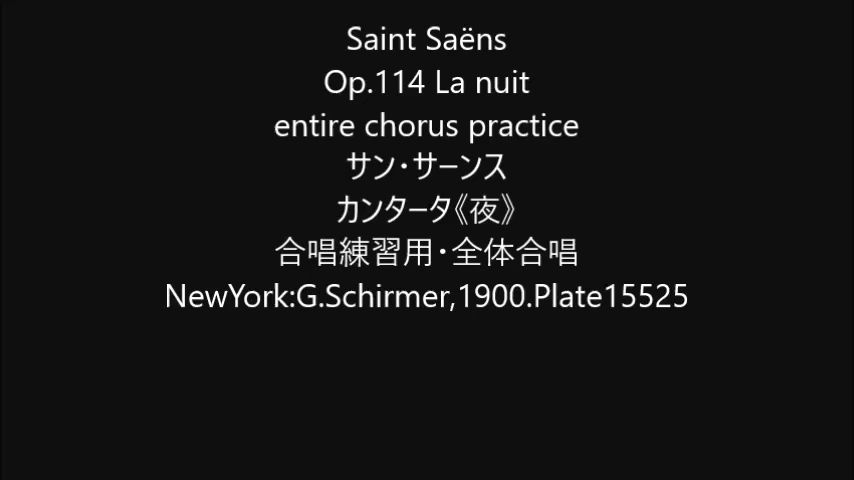 Saint Saëns
Op.114 La nuit
entire chorus practice
サン・サーンス
カンタータ《夜》
合唱練習用・全体合唱
NewYork:G.Schirmer,1900.Plate15525